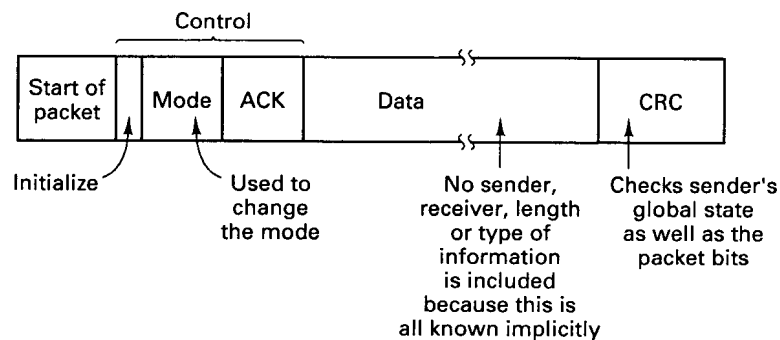 Control
Start of
packet
Mode
ACK
Data
CRC
Initialize
Used to
change
the mode
No sender,
receiver, length
or type of
information
is included
because this is
all known implicitly
Checks sender's
global state
as well as the
packet bits